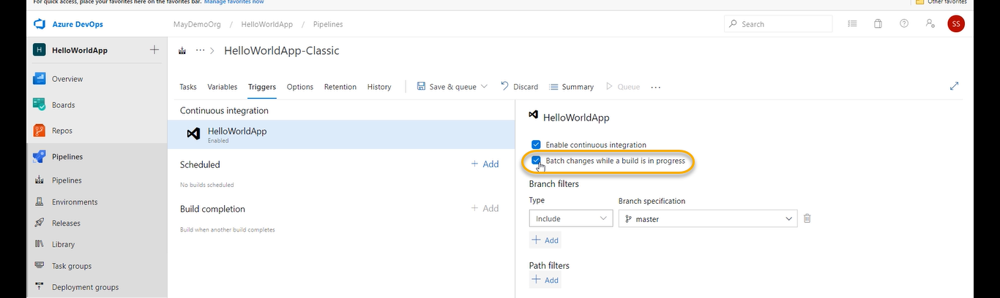 For quick access, place your favorites here on the favorites bar. Manage favorites now
Other favorites
Azure DevOps
MayDemoOrg / HelloWorldApp / Pipelines
Search
SS
H HelloWorldApp
... > HelloWorldApp-Classic
Overview
Boards
Repos
Pipelines
Pipelines
Environments
Releases
Library
Task groups
Deployment groups
Tasks Variables Triggers Options Retention History Save & queue Discard Summary Queue ...
Continuous integration
HelloWorldApp
Enabled
Scheduled
+ Add
No builds scheduled
Build completion
+ Add
Build when another build completes
HelloWorldApp
Enable continuous integration
Batch changes while a build is in progress
Branch filters
Type Branch specification
Include master
+ Add
Path filters
+ Add